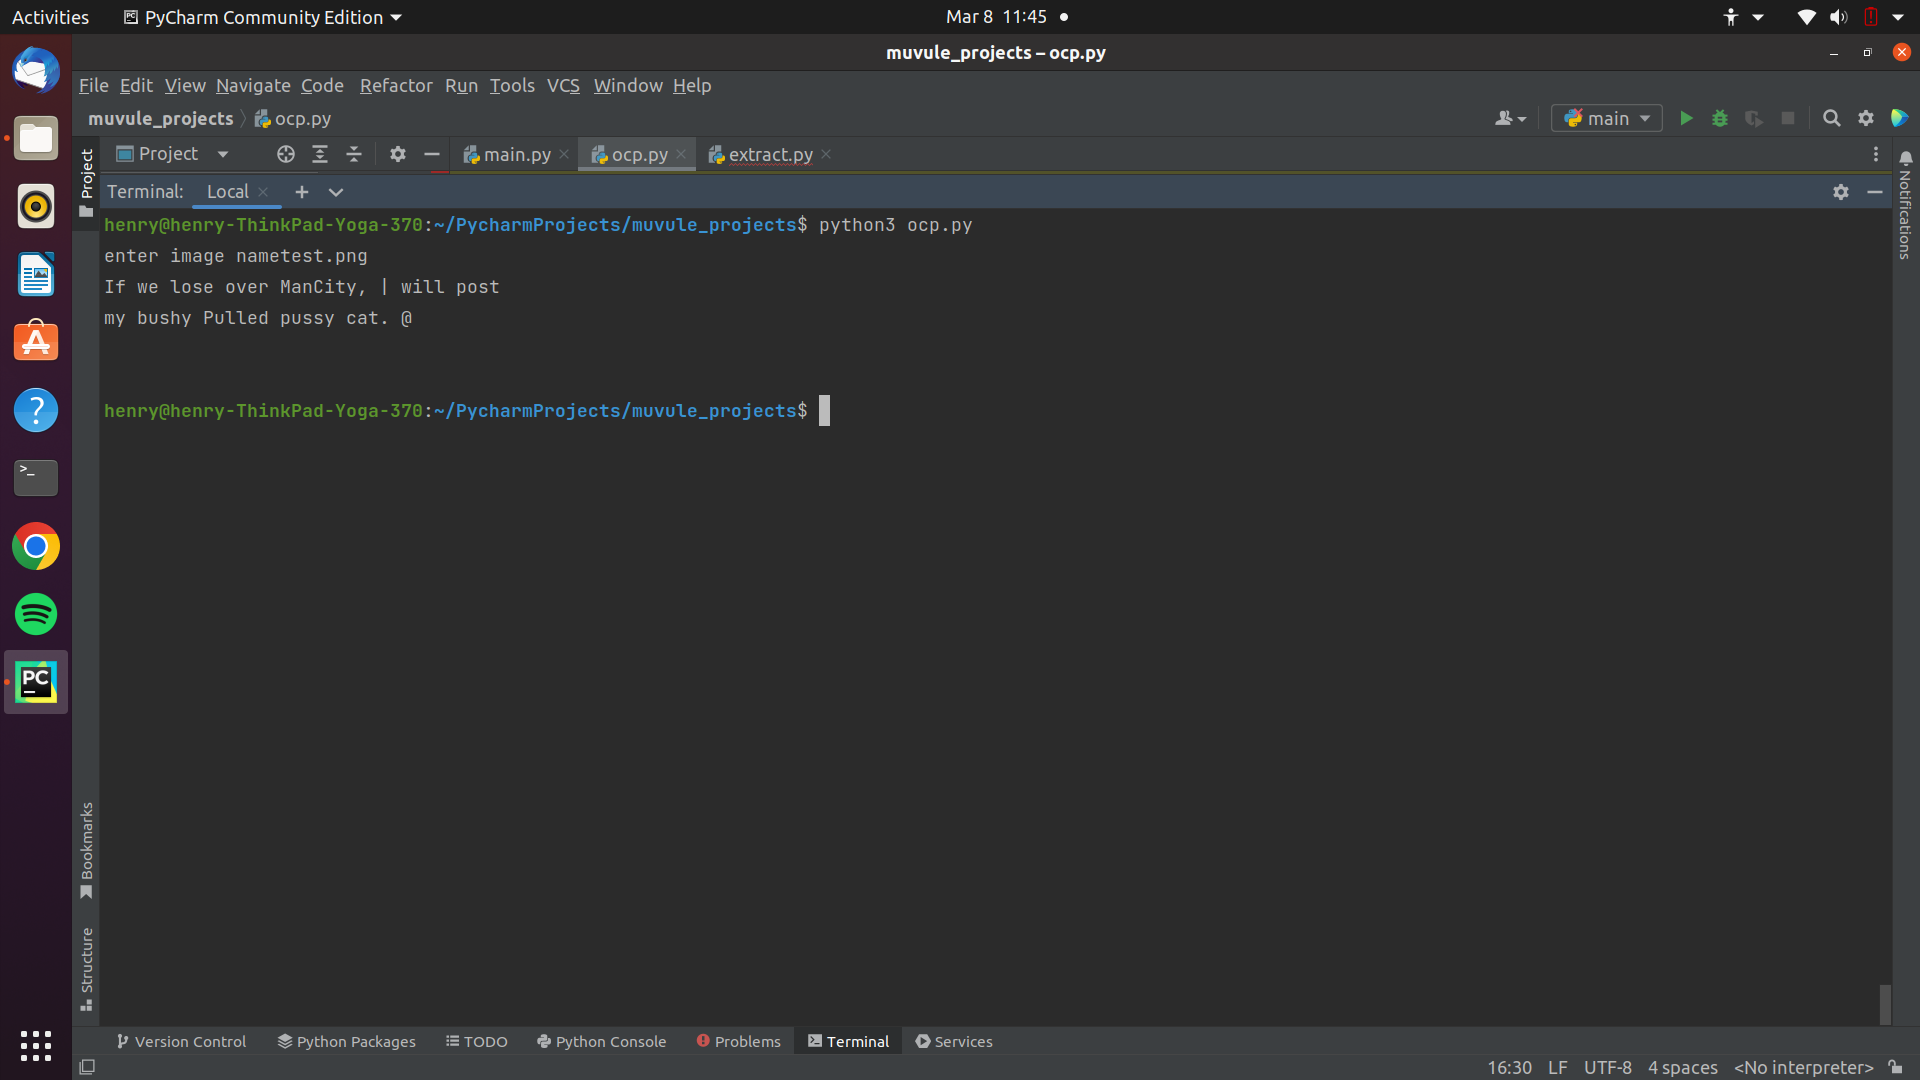 Activities PyCharm Community Edition Mar 8 11:45
muvule_projects – ocp.py
File Edit View Navigate Code Refactor Run Tools VCS Window Help
muvule_projects ocp.py main
Project main.py ocp.py extract.py
Terminal: Local
henry@henry-ThinkPad-Yoga-370:~/PycharmProjects/muvule_projects$ python3 ocp.py
enter image nametest.png
If we lose over ManCity, | will post
my bushy Pulled pussy cat. @
henry@henry-ThinkPad-Yoga-370:~/PycharmProjects/muvule_projects$
Project
Bookmarks
Structure
Notifications
PC
Version Control Python Packages TODO Python Console Problems Terminal Services
16:30 LF UTF-8 4 spaces <No interpreter>